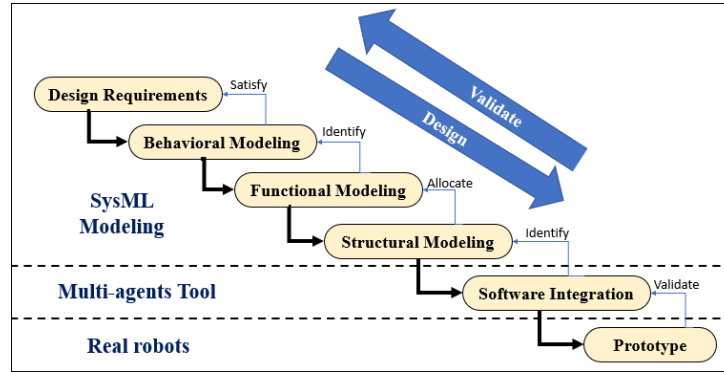 Validate
Design
Satisfy
Design Requirements
Identify
Behavioral Modeling
Allocate
Functional Modeling
SysML
Modeling
Identify
Structural Modeling
Multi-agents Tool
Software Integration
Validate
Real robots
Prototype